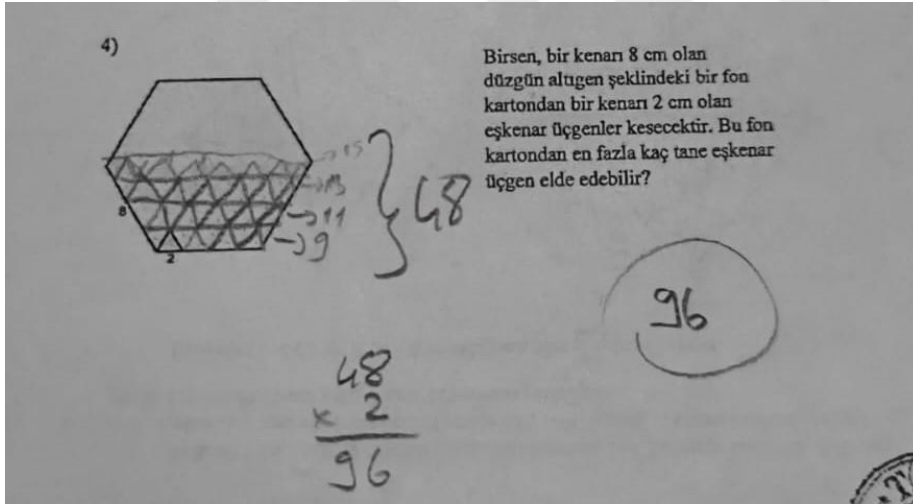 4)
Birsen, bir kenarı 8 cm olan
düzgün altıgen şeklindeki bir fon
kartondan bir kenarı 2 cm olan
eşkenar üçgenler kesecektir. Bu fon
kartondan en fazla kaç tane eşkenar
üçgen elde edebilir?
8
2
→15
→13
→11
→9
48
96
48
x 2
96